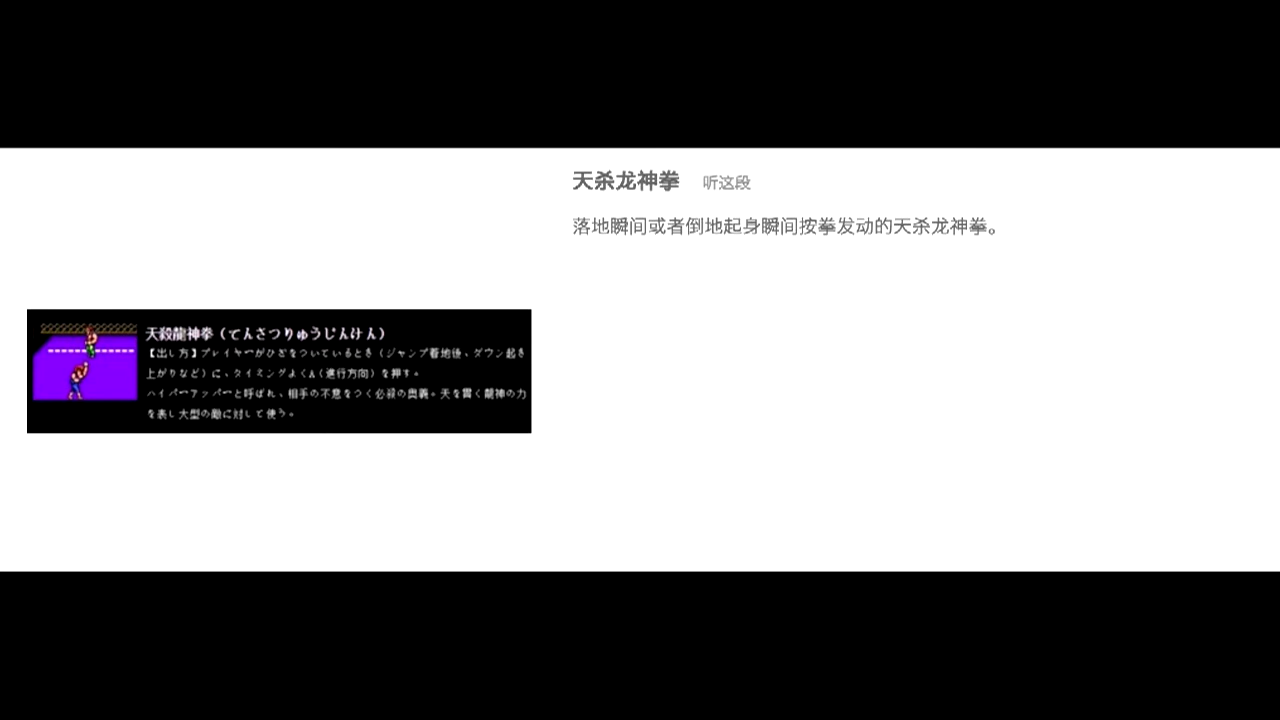 天杀龙神拳 听这段
落地瞬间或者倒地起身瞬间按拳发动的天杀龙神拳。
天殺龍神拳(てんさつりゅうじんけん)
【出し方】プレイヤーがひざをついているとき(ジャンプ着地後、ダウン起き
上がりなど)に、タイミングよくA(進行方向)を押す。
ハイパーアッパーと呼ばれ、相手の不意をつく必殺の奥義。天を貫く龍神の力
を表し大型の敵に対して使う。